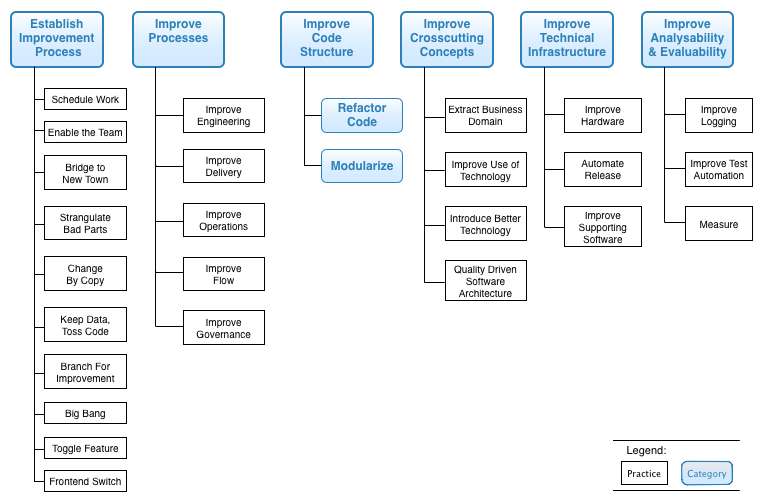 Establish
Improvement
Process
Schedule Work
Enable the Team
Bridge to
New Town
Strangulate
Bad Parts
Change
By Copy
Keep Data,
Toss Code
Branch For
Improvement
Big Bang
Toggle Feature
Frontend Switch
Improve
Processes
Improve
Engineering
Improve
Delivery
Improve
Operations
Improve
Flow
Improve
Governance
Improve
Code
Structure
Refactor
Code
Modularize
Improve
Crosscutting
Concepts
Extract Business
Domain
Improve Use of
Technology
Introduce Better
Technology
Quality Driven
Software
Architecture
Improve
Technical
Infrastructure
Improve
Hardware
Automate
Release
Improve
Supporting
Software
Improve
Analysability
& Evaluability
Improve
Logging
Improve Test
Automation
Measure
Legend:
Practice
Category